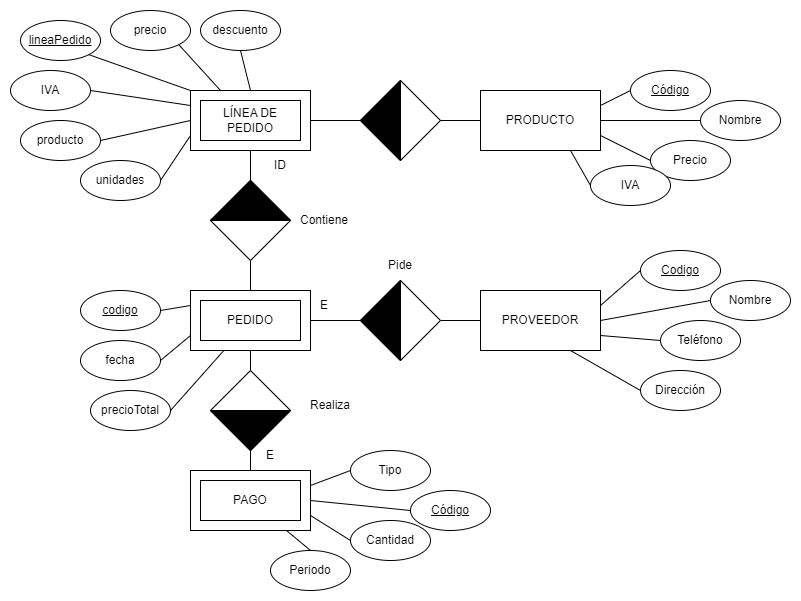 precio
descuento
lineaPedido
IVA
producto
unidades
LÍNEA DE
PEDIDO
PRODUCTO
Código
Nombre
Precio
IVA
ID
Contiene
Pide
codigo
fecha
precioTotal
PEDIDO
E
PROVEEDOR
Codigo
Nombre
Teléfono
Dirección
Realiza
E
PAGO
Tipo
Código
Cantidad
Periodo